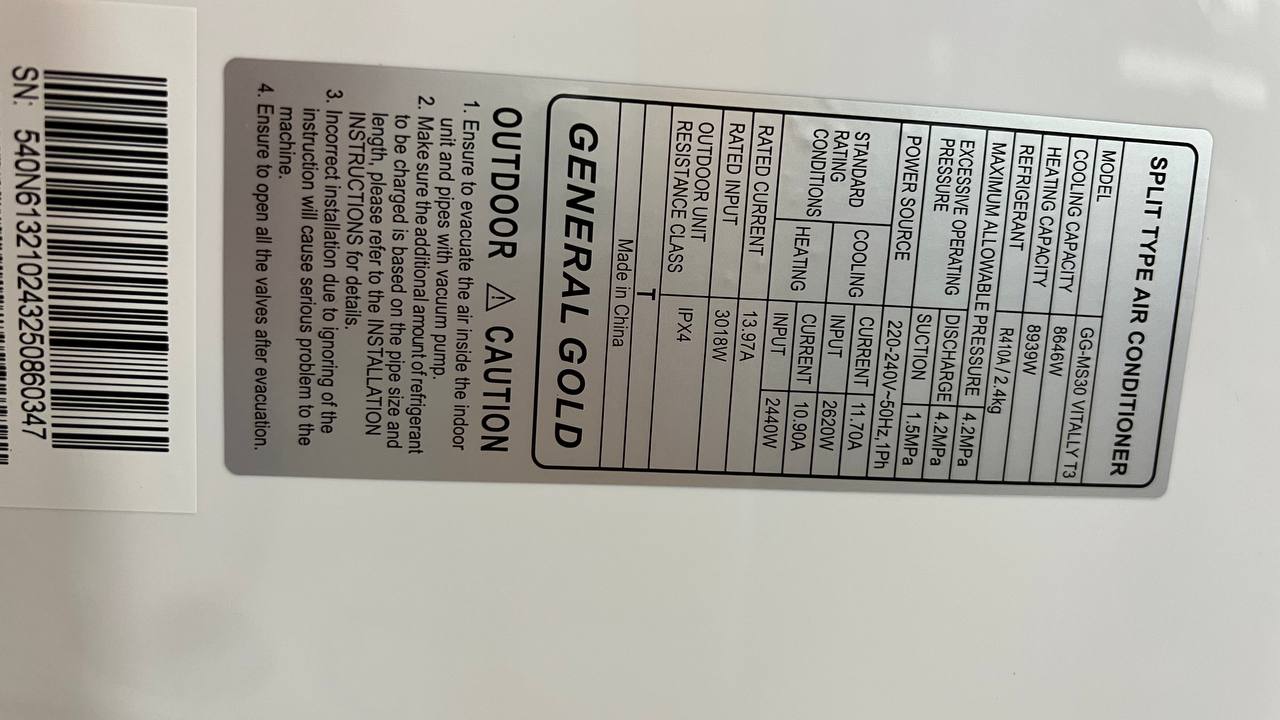 SPLIT TYPE AIR CONDITIONER
MODEL GG-MS30 VITALLY T3
COOLING CAPACITY 8646W
HEATING CAPACITY 8939W
REFRIGERANT R410A / 2.4kg
MAXIMUM ALLOWABLE PRESSURE 4.2MPa
EXCESSIVE OPERATING PRESSURE DISCHARGE 4.2MPa
SUCTION 1.5MPa
POWER SOURCE 220-240V~50Hz,1Ph
STANDARD RATING CONDITIONS COOLING CURRENT 11.70A
INPUT 2620W
HEATING CURRENT 10.90A
INPUT 2440W
RATED CURRENT 13.97A
RATED INPUT 3018W
OUTDOOR UNIT RESISTANCE CLASS IPX4
T
Made in China
GENERAL GOLD
OUTDOOR ⚠ CAUTION
1. Ensure to evacuate the air inside the indoor
unit and pipes with vacuum pump.
2. Make sure the additional amount of refrigerant
to be charged is based on the pipe size and
length, please refer to the INSTALLATION
INSTRUCTIONS for details.
3. Incorrect installation due to ignoring of the
instruction will cause serious problem to the
machine.
4. Ensure to open all the valves after evacuation.
SN: 540N613210243250860347